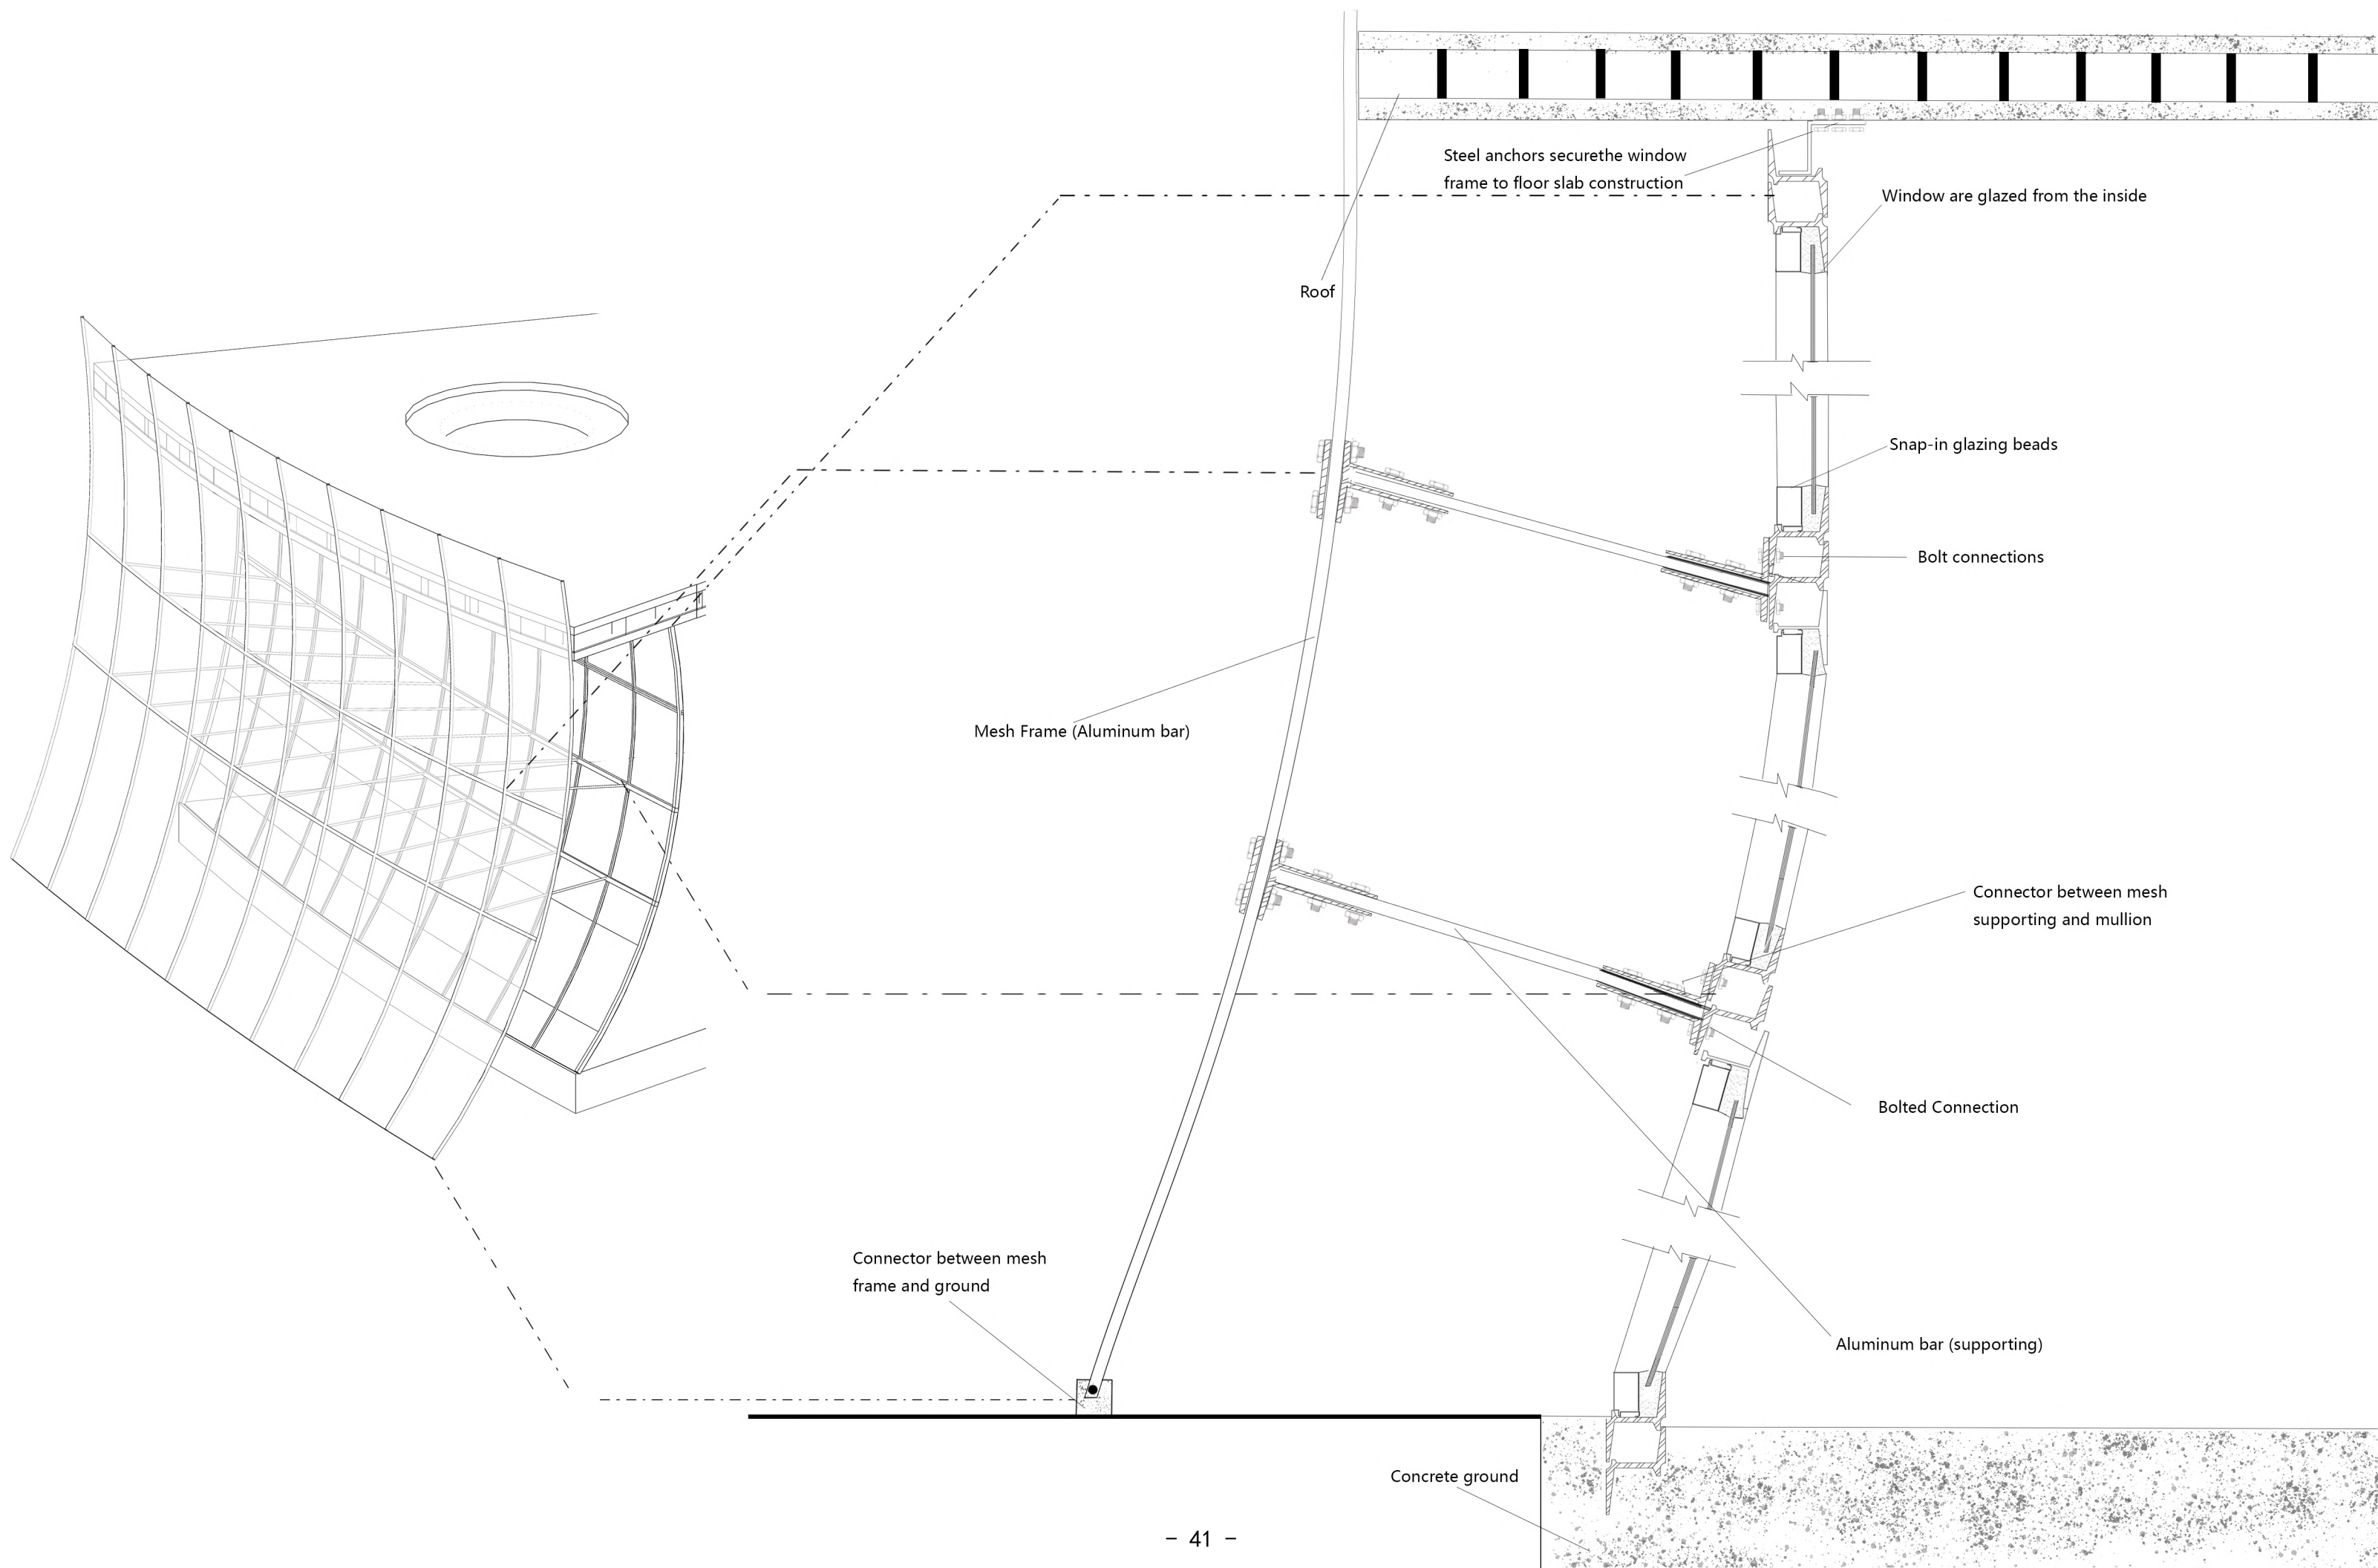 Steel anchors securethe window
frame to floor slab construction
Window are glazed from the inside
Roof
Snap-in glazing beads
Bolt connections
Mesh Frame (Aluminum bar)
Connector between mesh
supporting and mullion
Bolted Connection
Connector between mesh
frame and ground
Aluminum bar (supporting)
Concrete ground
- 41 -